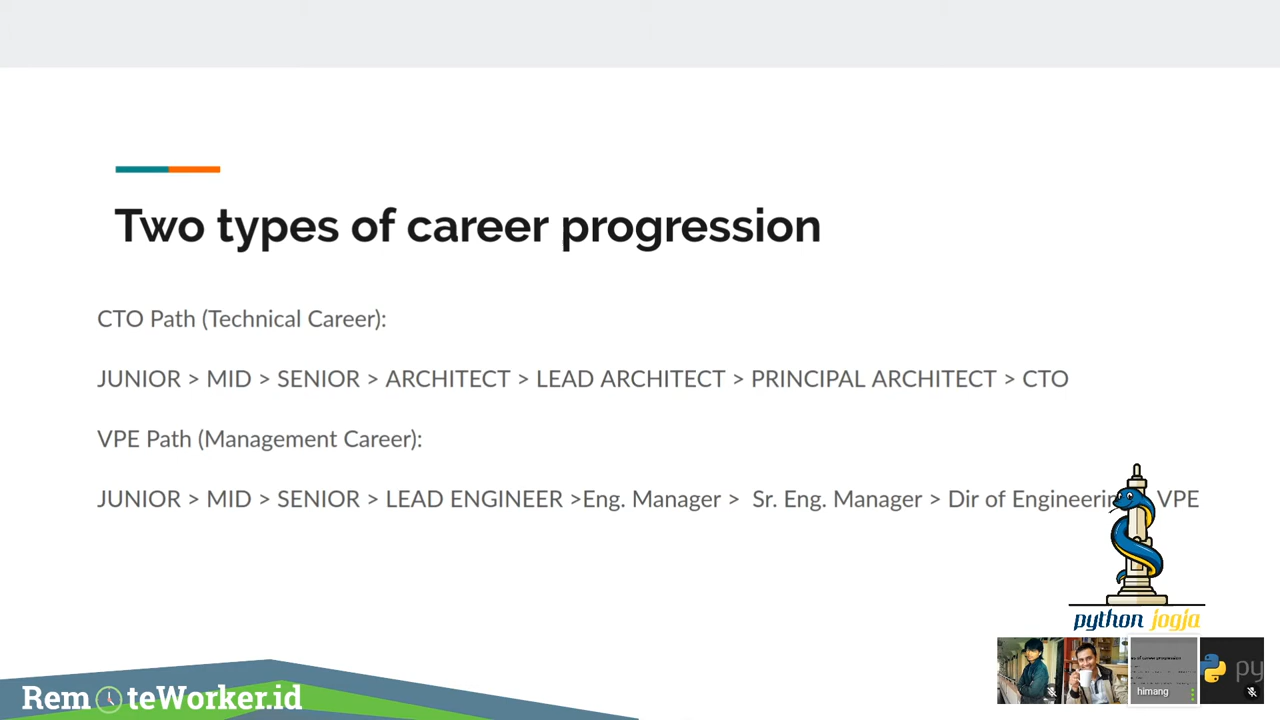 Two types of career progression
CTO Path (Technical Career):
JUNIOR > MID > SENIOR > ARCHITECT > LEAD ARCHITECT > PRINCIPAL ARCHITECT > CTO
VPE Path (Management Career):
JUNIOR > MID > SENIOR > LEAD ENGINEER >Eng. Manager > Sr. Eng. Manager > Dir of Engineerin VPE
python jogja
himang
py
RemoteWorker.id